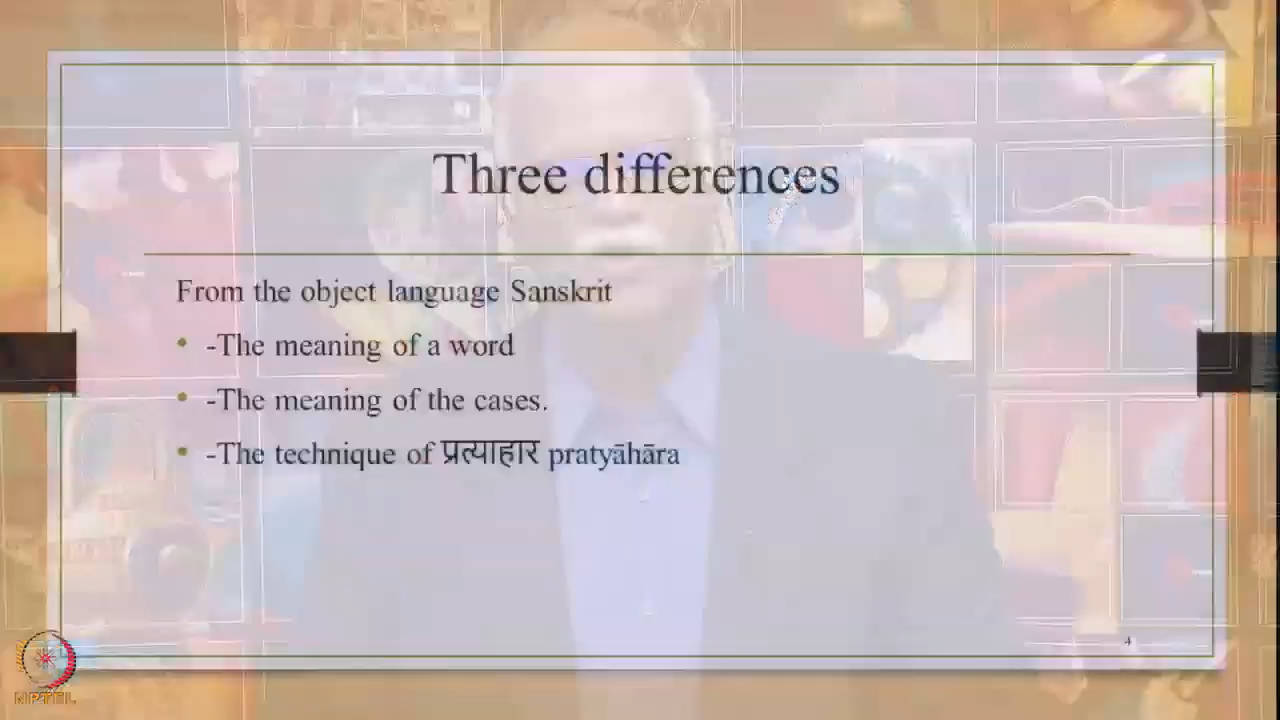 Three differences
From the object language Sanskrit
-The meaning of a word
-The meaning of the cases.
-The technique of प्रत्याहार pratyāhāra
4
NPTEL